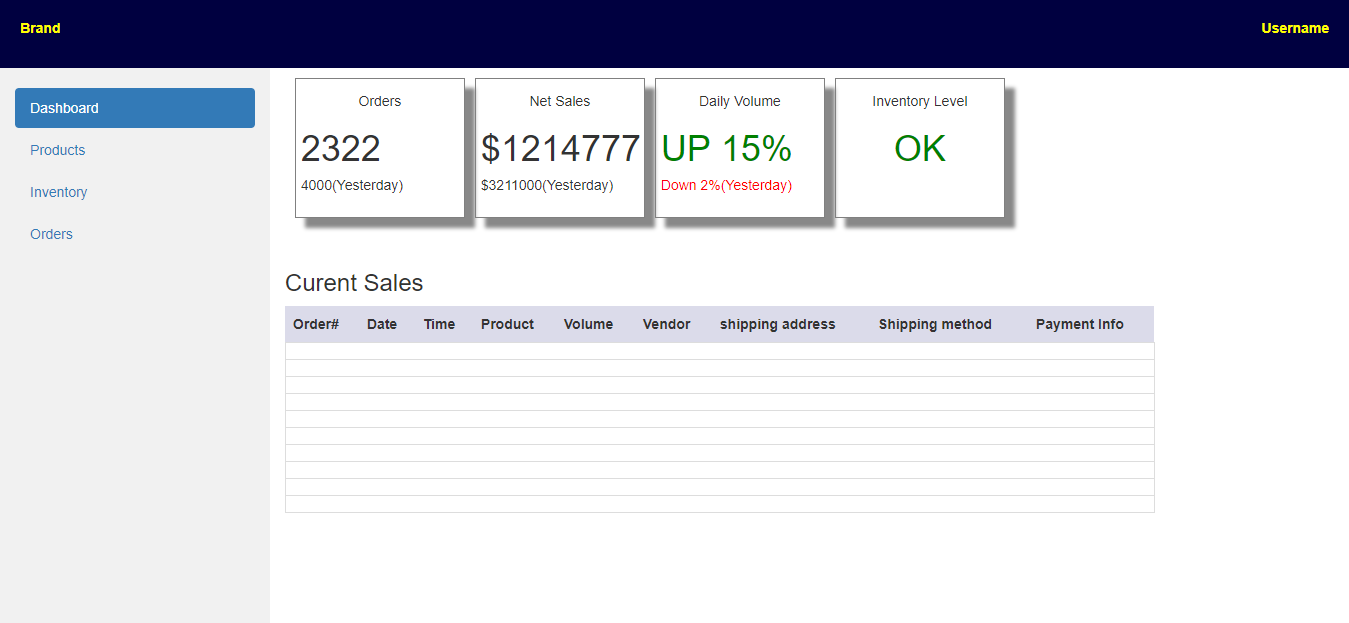 Brand Username
Dashboard
Products
Inventory
Orders
Orders
2322
4000(Yesterday)
Net Sales
$1214777
$3211000(Yesterday)
Daily Volume
UP 15%
Down 2%(Yesterday)
Inventory Level
OK
Curent Sales
Order# Date Time Product Volume Vendor shipping address Shipping method Payment Info